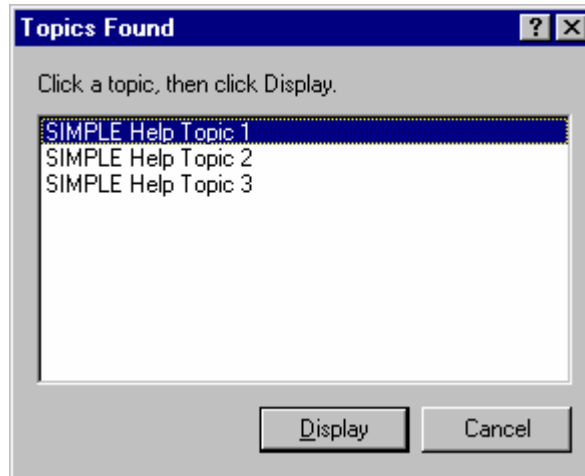 Topics Found
Click a topic, then click Display.
SIMPLE Help Topic 1
SIMPLE Help Topic 2
SIMPLE Help Topic 3
Display Cancel